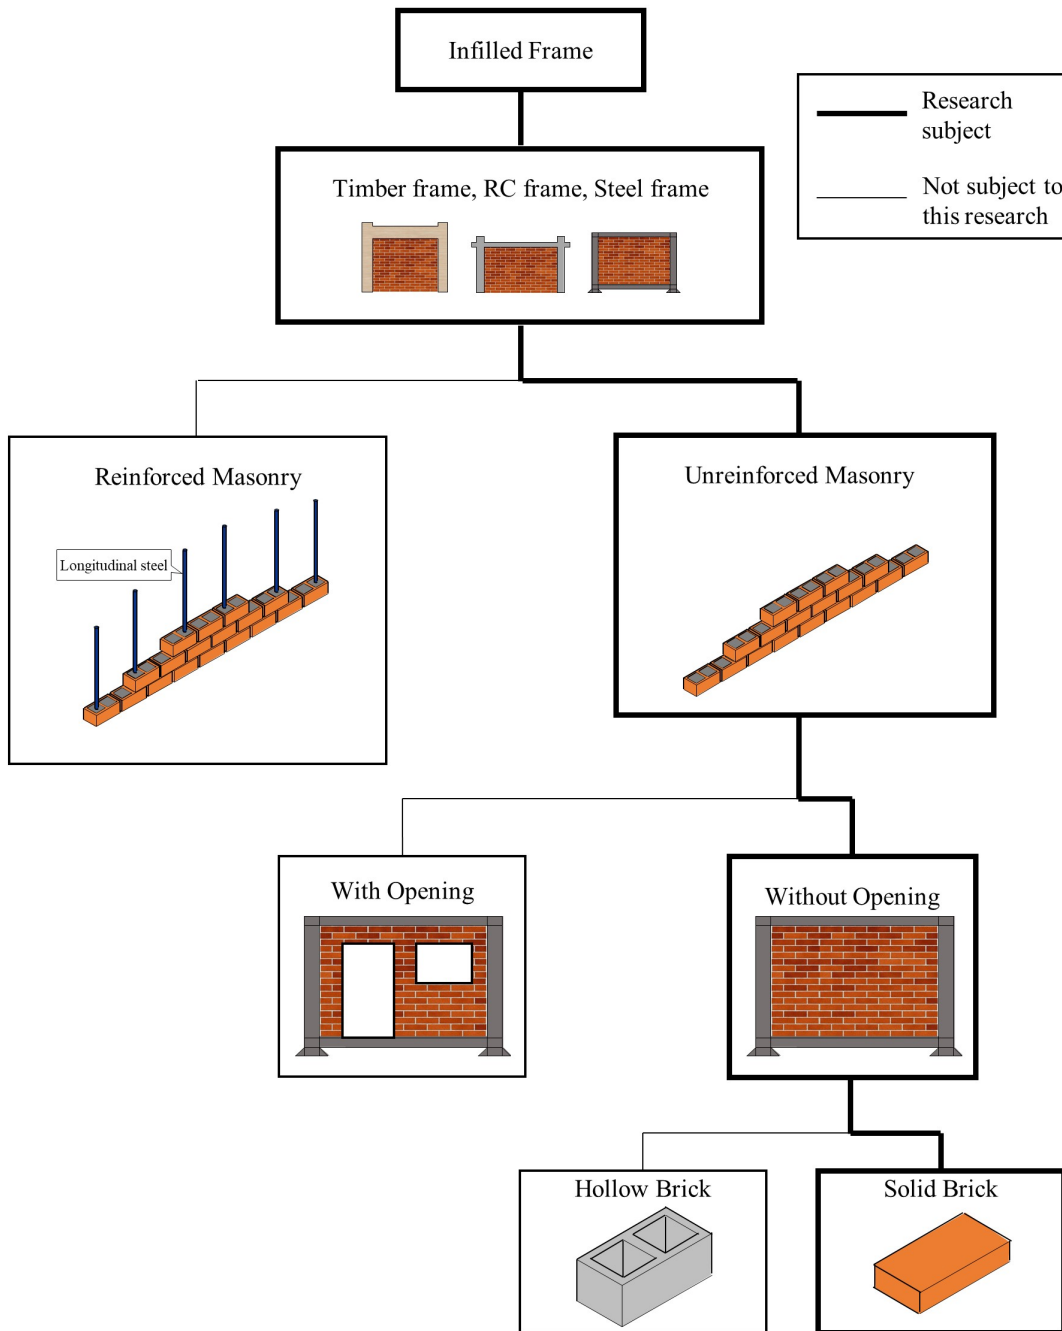 Infilled Frame
Research
subject
Not subject to
this research
Timber frame, RC frame, Steel frame
Reinforced Masonry
Longitudinal steel
Unreinforced Masonry
With Opening
Without Opening
Hollow Brick
Solid Brick